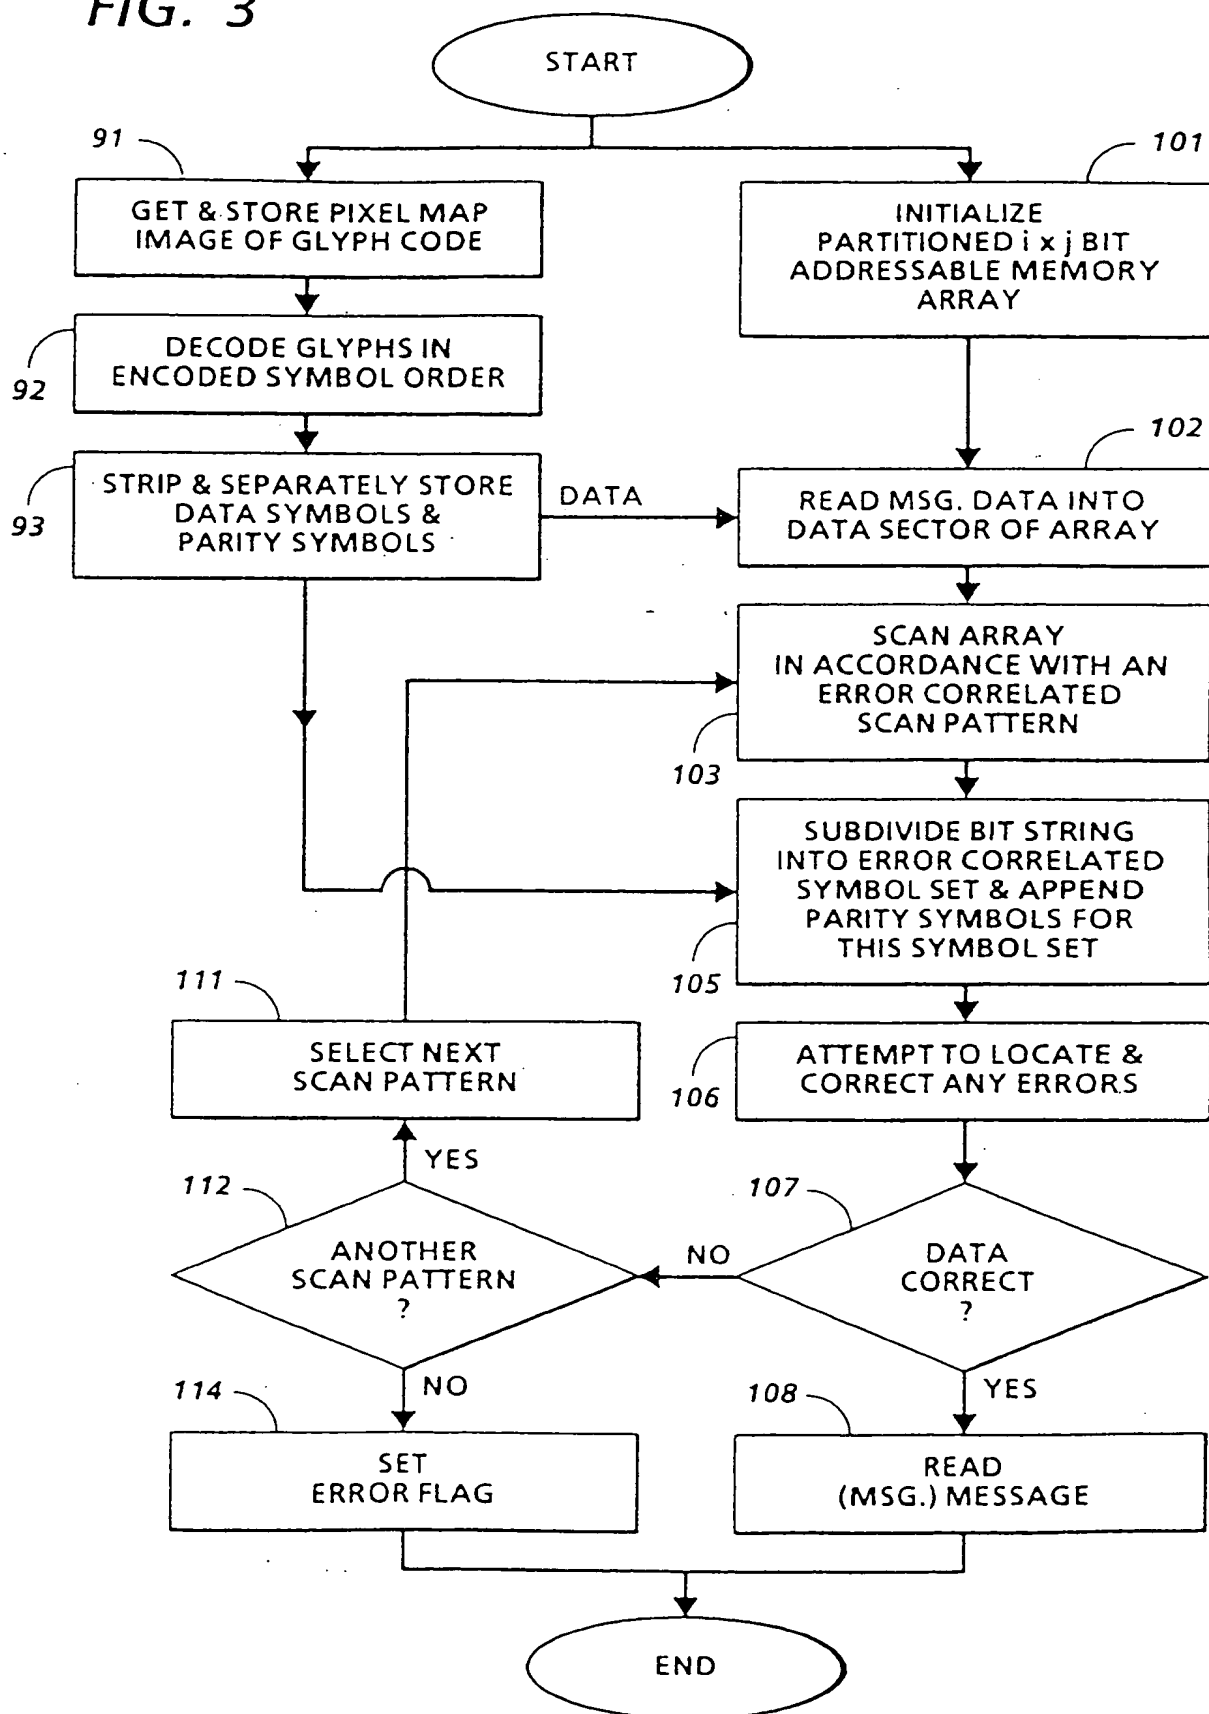 FIG. 3
START
91
GET & STORE PIXEL MAP
IMAGE OF GLYPH CODE
101
INITIALIZE
PARTITIONED i x j BIT
ADDRESSABLE MEMORY
ARRAY
DECODE GLYPHS IN
ENCODED SYMBOL ORDER
92
STRIP & SEPARATELY STORE
DATA SYMBOLS &
PARITY SYMBOLS
93
DATA
102
READ MSG. DATA INTO
DATA SECTOR OF ARRAY
SCAN ARRAY
IN ACCORDANCE WITH AN
ERROR CORRELATED
SCAN PATTERN
103
SUBDIVIDE BIT STRING
INTO ERROR CORRELATED
SYMBOL SET & APPEND
PARITY SYMBOLS FOR
THIS SYMBOL SET
105
111
SELECT NEXT
SCAN PATTERN
ATTEMPT TO LOCATE &
CORRECT ANY ERRORS
106
YES
112
ANOTHER
SCAN PATTERN
?
NO
107
DATA
CORRECT
?
NO
YES
114
SET
ERROR FLAG
108
READ
(MSG.) MESSAGE
END